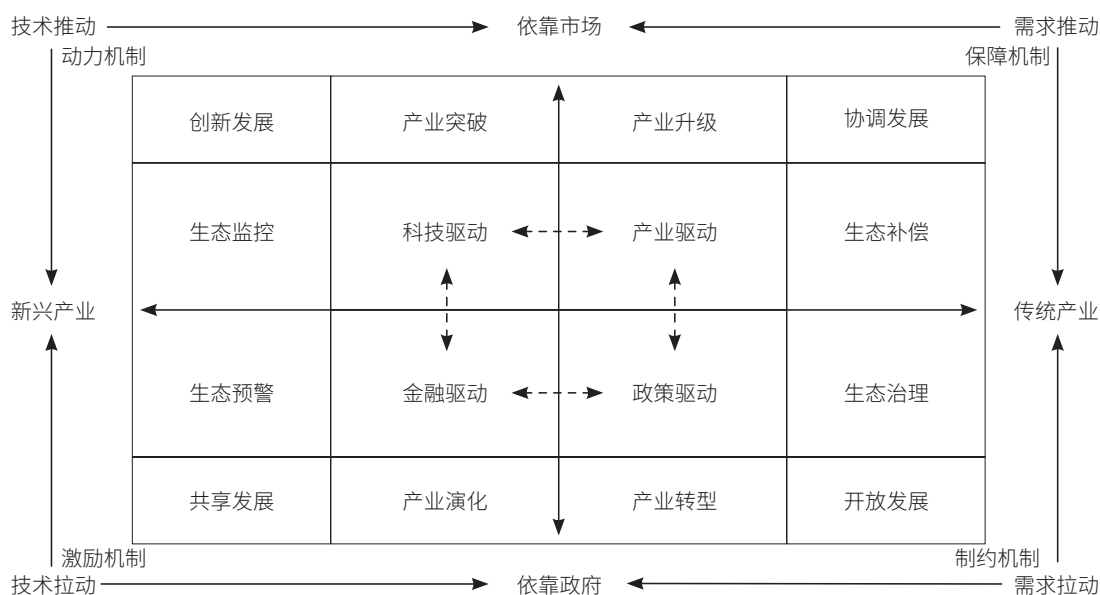 技术推动 依靠市场 需求推动
动力机制 保障机制
创新发展 产业突破 产业升级 协调发展
生态监控 科技驱动 产业驱动 生态补偿
新兴产业 传统产业
生态预警 金融驱动 政策驱动 生态治理
共享发展 产业演化 产业转型 开放发展
激励机制 制约机制
技术拉动 依靠政府 需求拉动